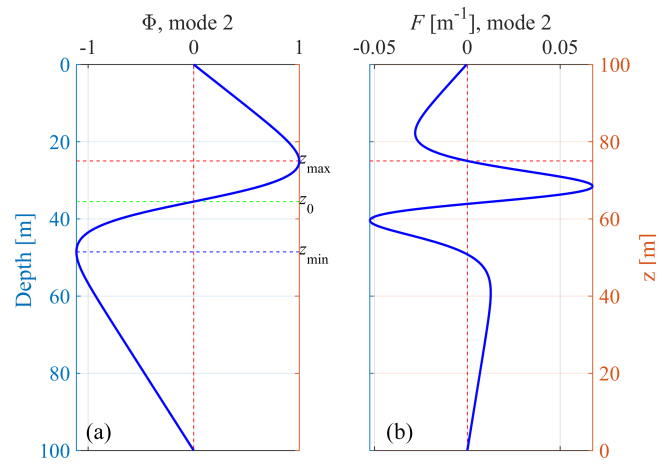 Φ, mode 2
-1 0 1
0
20
40
60
80
100
Depth [m]
z_max
z_0
z_min
(a)
F [m⁻¹], mode 2
-0.05 0 0.05
100
80
60
40
20
0
z [m]
(b)